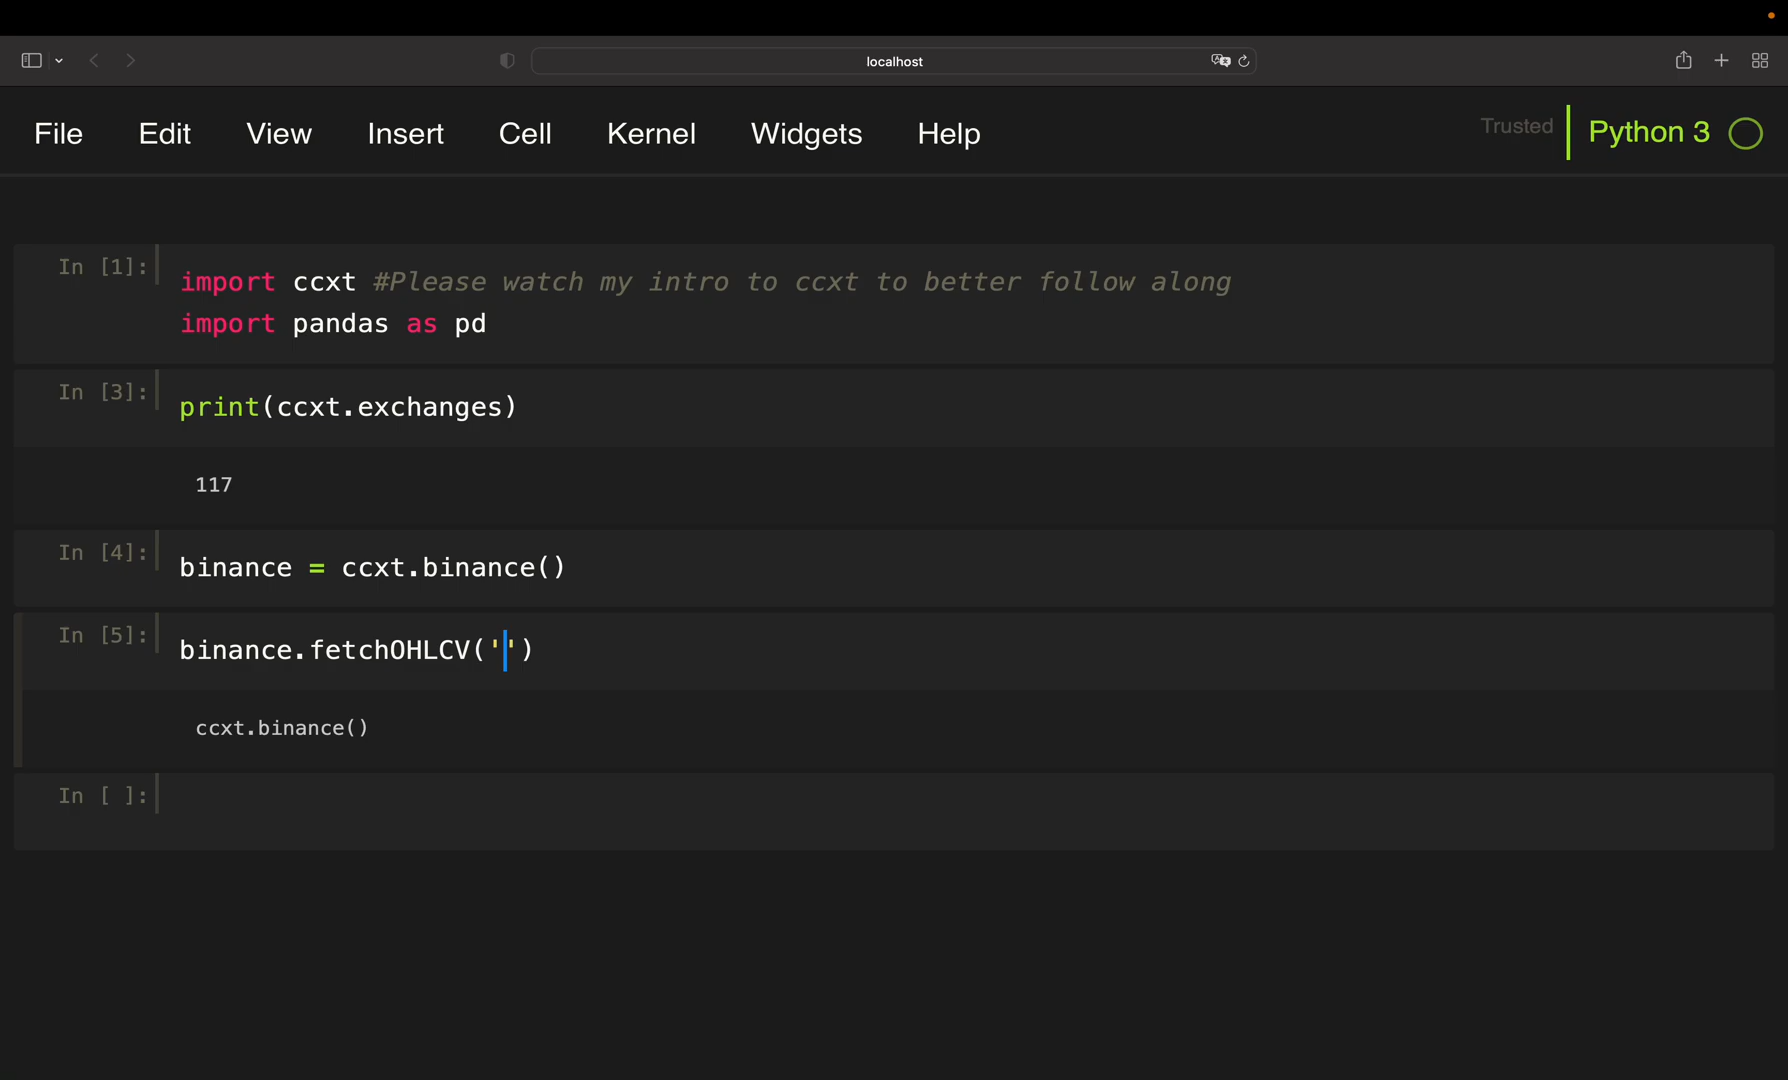 localhost
File Edit View Insert Cell Kernel Widgets Help Trusted Python 3
In [1]: import ccxt #Please watch my intro to ccxt to better follow along
import pandas as pd
In [3]: print(ccxt.exchanges)
117
In [4]: binance = ccxt.binance()
In [5]: binance.fetchOHLCV('')
ccxt.binance()
In [ ]: